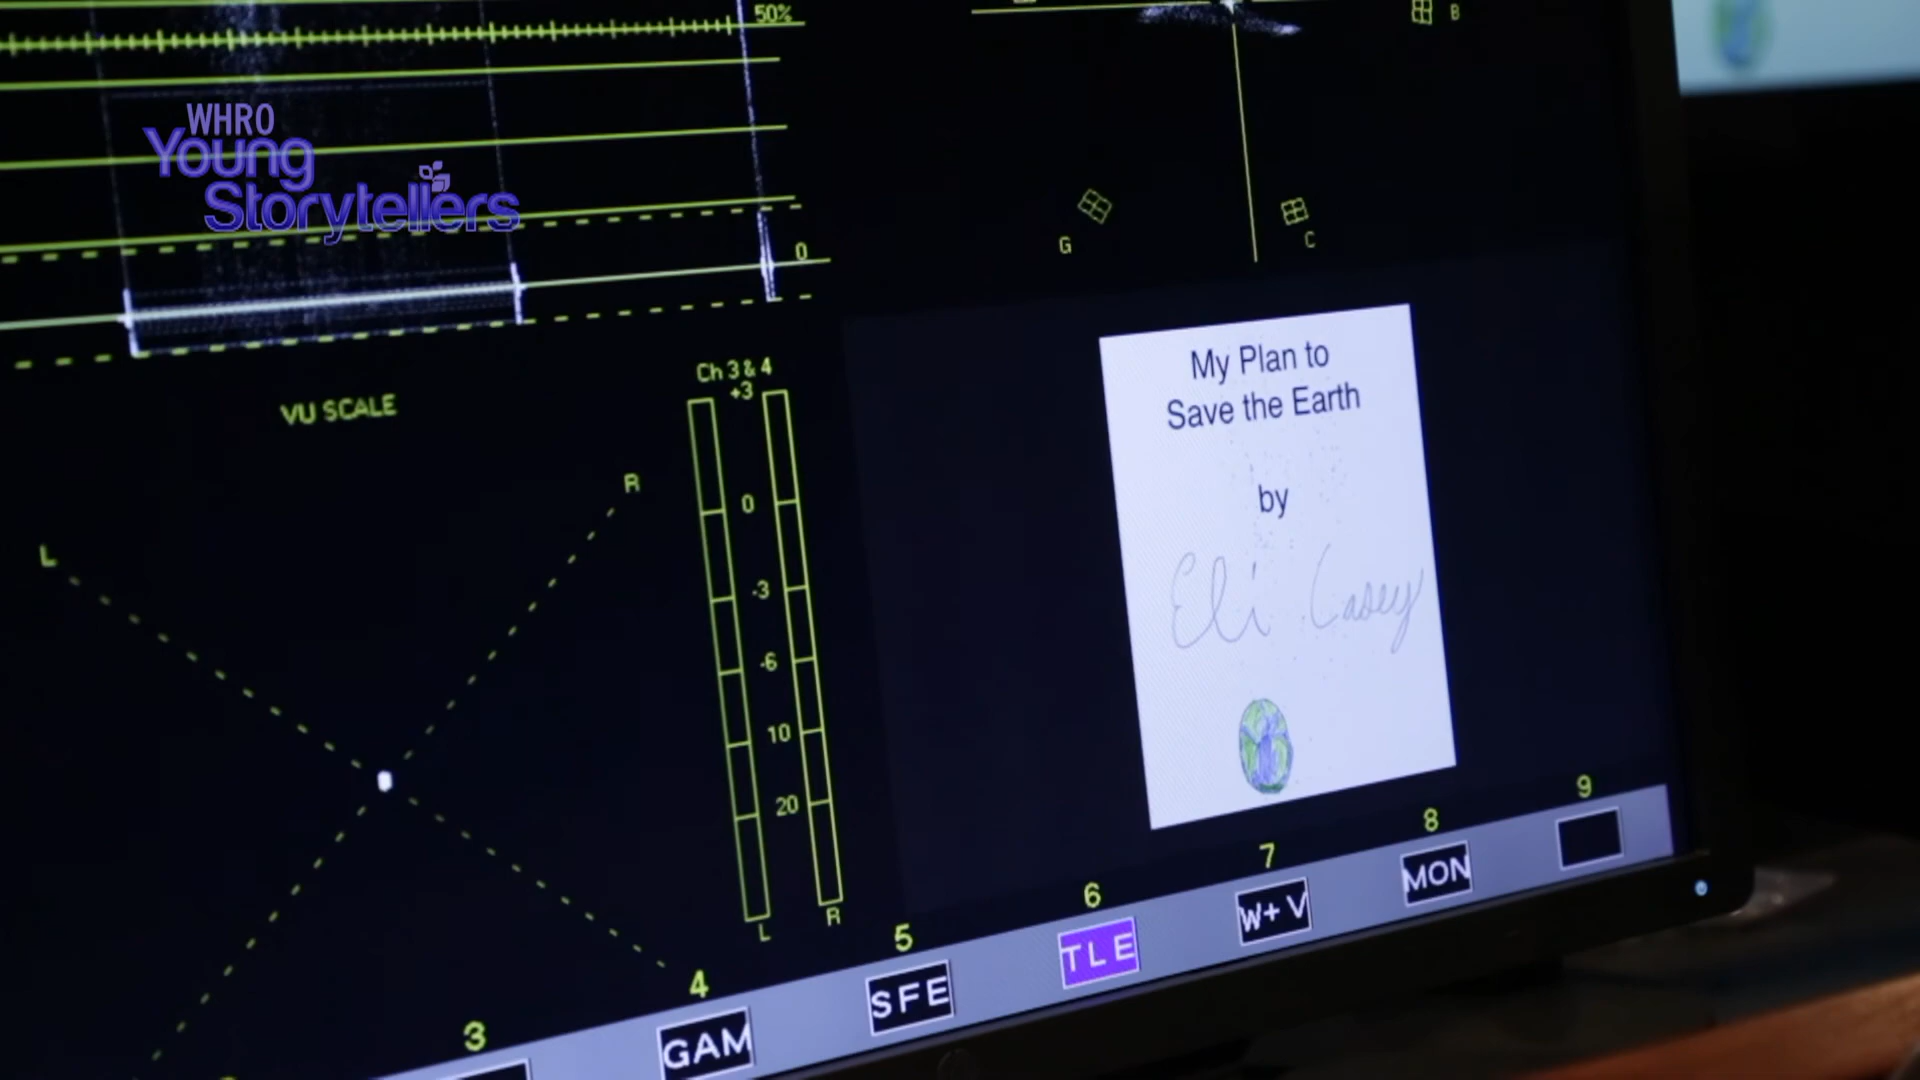 50%
B
WHRO
Young
Storytellers
G
C
0
Ch 3 & 4
+3
VU SCALE
L
R
0
-3
-6
10
20
L
R
My Plan to
Save the Earth
by
Eli Casey
3
4
5
6
7
8
9
GAM
SFE
TLE
W+V
MON